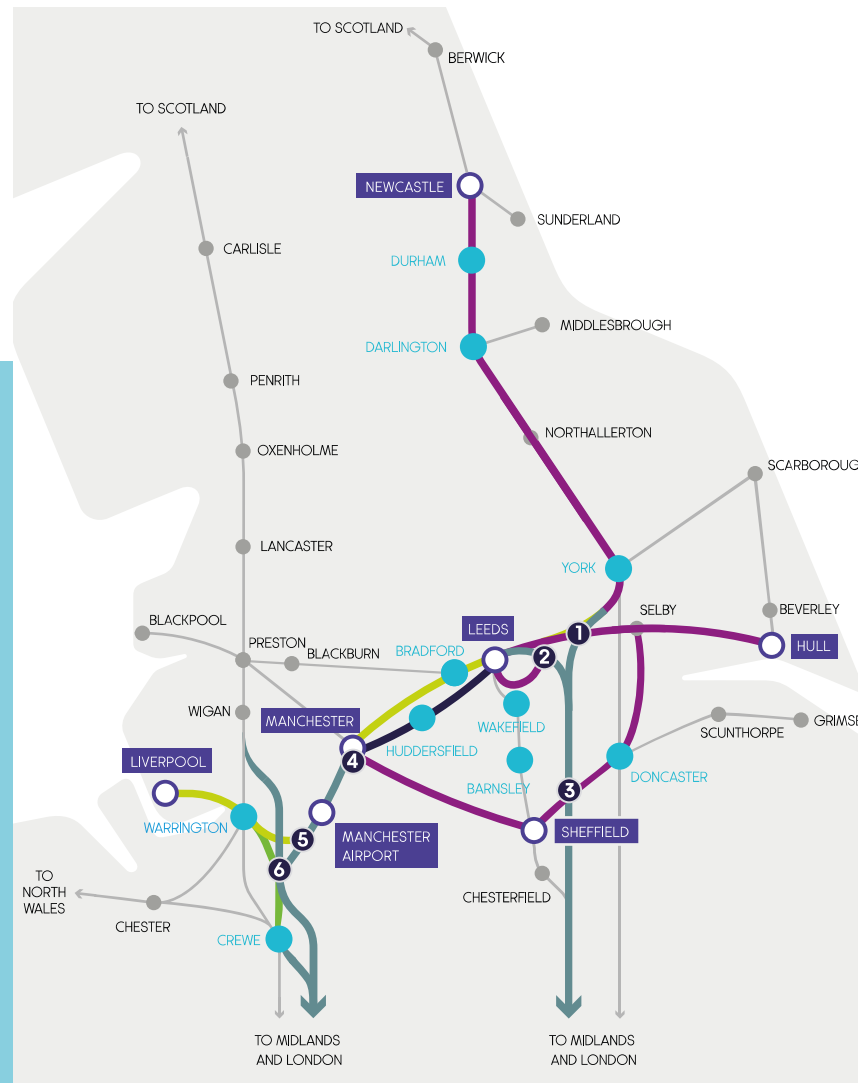 TO SCOTLAND
BERWICK
TO SCOTLAND
NEWCASTLE
SUNDERLAND
CARLISLE
DURHAM
MIDDLESBROUGH
DARLINGTON
PENRITH
NORTHALLERTON
OXENHOLME
SCARBOROUG
LANCASTER
YORK
SELBY
BEVERLEY
BLACKPOOL
LEEDS
1
HULL
PRESTON
BLACKBURN
BRADFORD
2
WIGAN
MANCHESTER
HUDDERSFIELD
WAKEFIELD
SCUNTHORPE
GRIMSB
LIVERPOOL
4
BARNSLEY
3
DONCASTER
WARRINGTON
5
MANCHESTER
AIRPORT
SHEFFIELD
6
TO
NORTH
WALES
CHESTER
CHESTERFIELD
CREWE
TO MIDLANDS
AND LONDON
TO MIDLANDS
AND LONDON